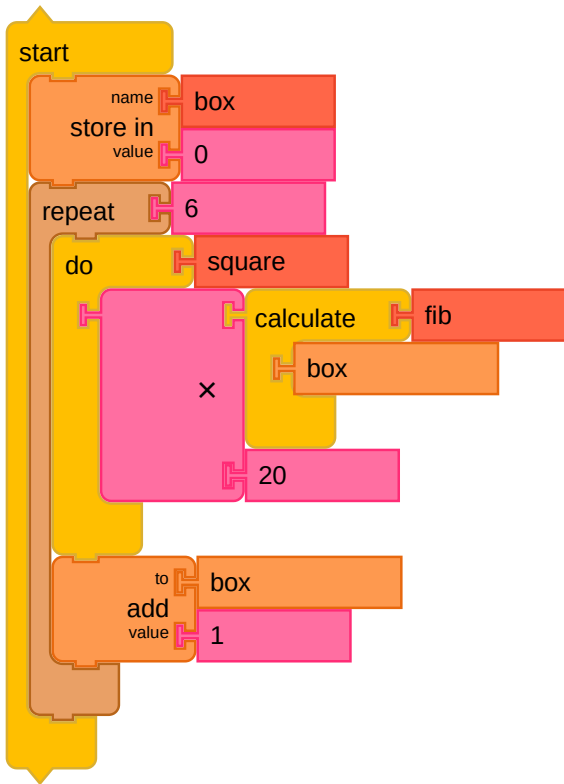 start
name box
store in
value 0
repeat 6
do square
calculate fib
box
×
20
to box
add
value 1